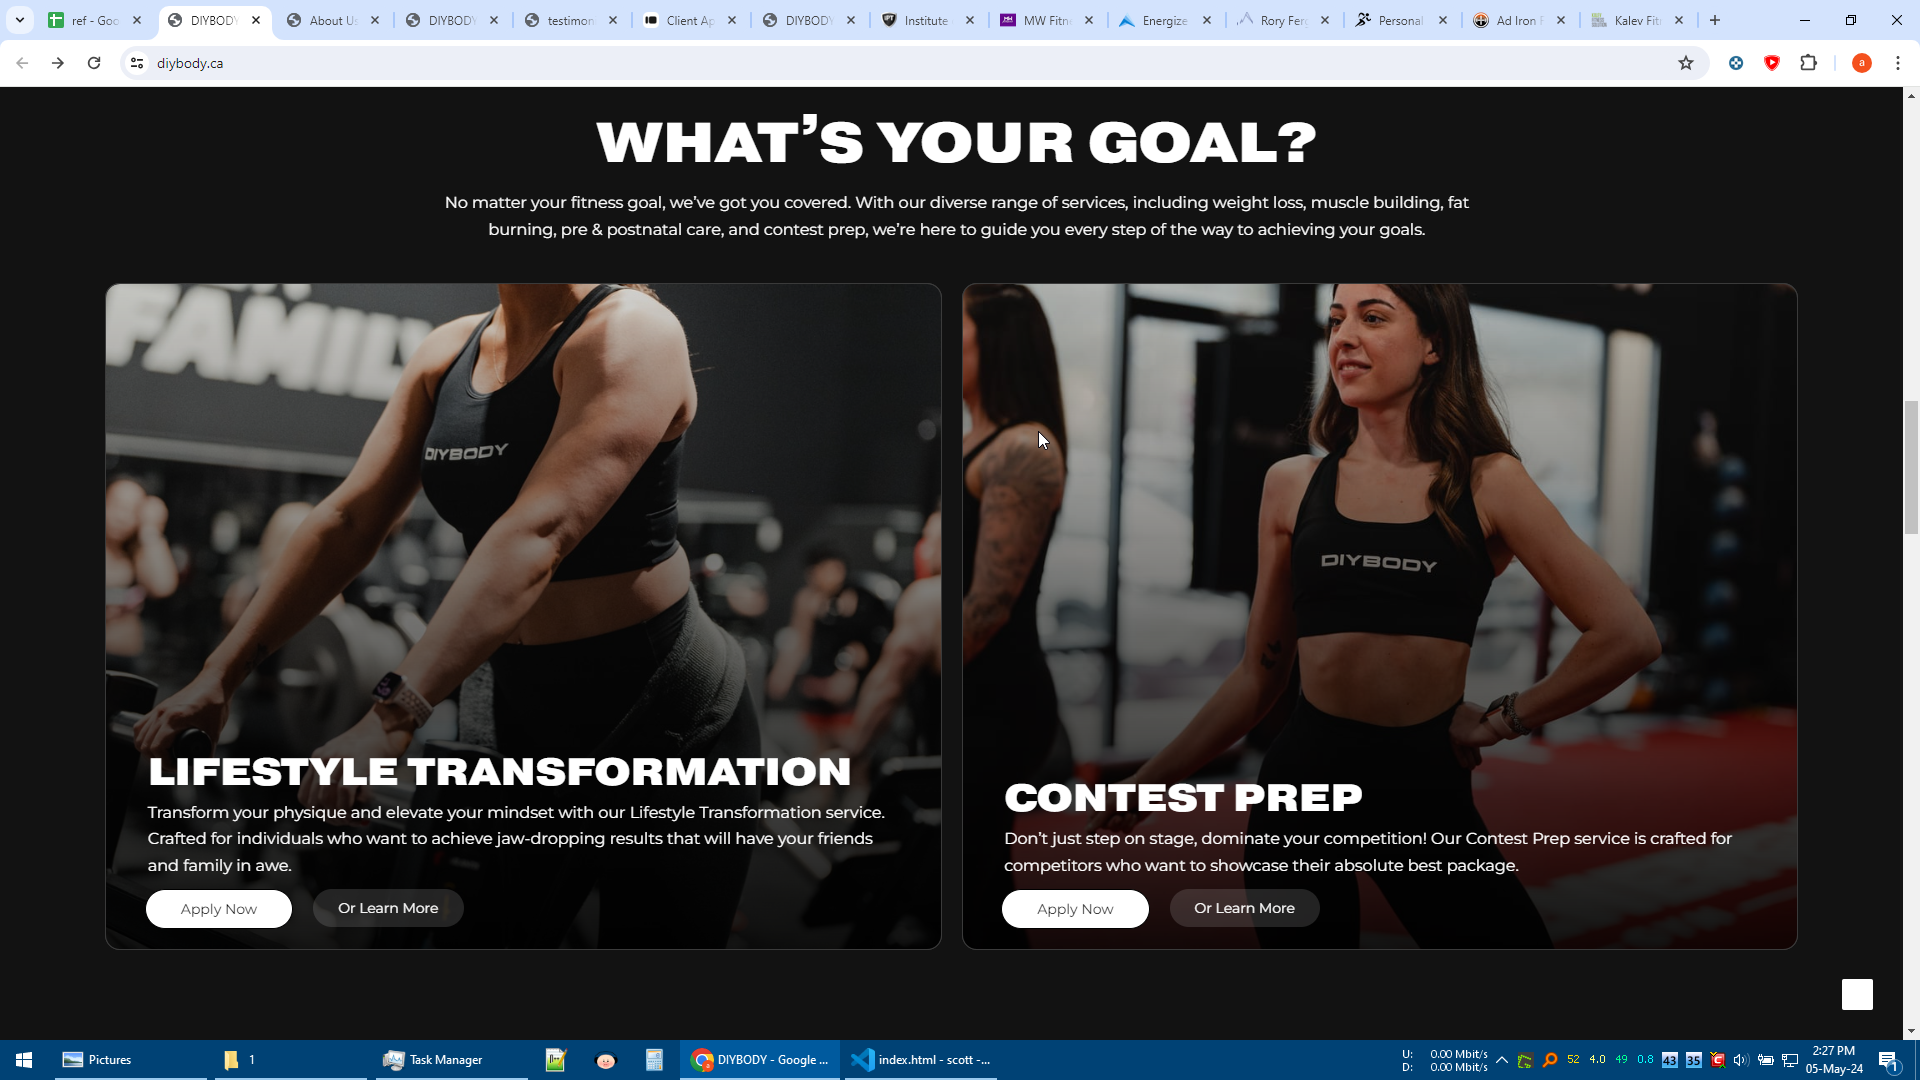 ref - Goo
DIYBODY
About Us
DIYBODY
testimon
Client Ap
DIYBODY
Institute
MW Fitn
Energize
Rory Fer
Personal
Ad Iron F
Kalev Fit
diybody.ca
a
WHAT’S YOUR GOAL?
No matter your fitness goal, we’ve got you covered. With our diverse range of services, including weight loss, muscle building, fat
burning, pre & postnatal care, and contest prep, we’re here to guide you every step of the way to achieving your goals.
FAMILY
DIYBODY
LIFESTYLE TRANSFORMATION
Transform your physique and elevate your mindset with our Lifestyle Transformation service.
Crafted for individuals who want to achieve jaw-dropping results that will have your friends
and family in awe.
Apply Now
Or Learn More
DIYBODY
CONTEST PREP
Don’t just step on stage, dominate your competition! Our Contest Prep service is crafted for
competitors who want to showcase their absolute best package.
Apply Now
Or Learn More
Pictures
1
Task Manager
DIYBODY - Google ...
index.html - scott -...
U: 0.00 Mbit/s
D: 0.00 Mbit/s
52 4.0 49 0.8 43 35
2:27 PM
05-May-24
1